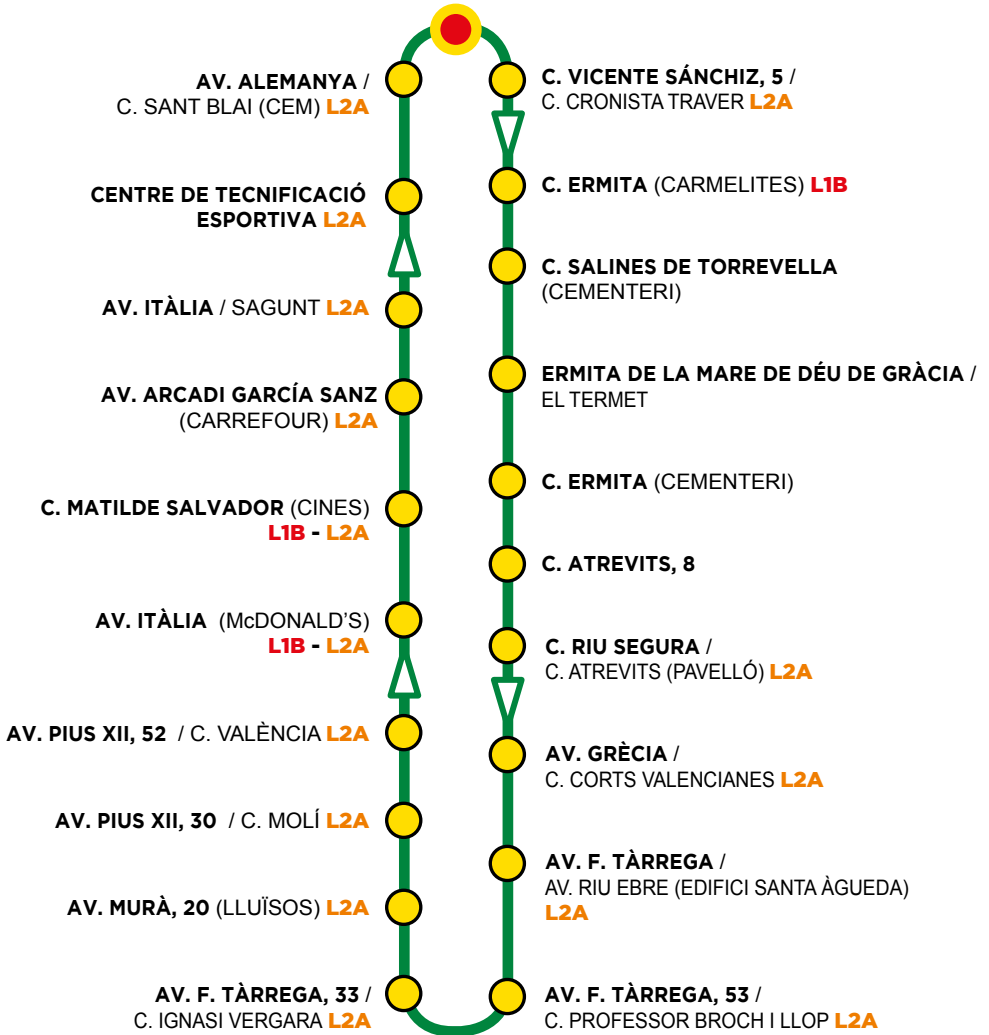 AV. ALEMANYA /
C. SANT BLAI (CEM) L2A
CENTRE DE TECNIFICACIÓ
ESPORTIVA L2A
AV. ITÀLIA / SAGUNT L2A
AV. ARCADI GARCÍA SANZ
(CARREFOUR) L2A
C. MATILDE SALVADOR (CINES)
L1B - L2A
AV. ITÀLIA (McDONALD'S)
L1B - L2A
AV. PIUS XII, 52 / C. VALÈNCIA L2A
AV. PIUS XII, 30 / C. MOLÍ L2A
AV. MURÀ, 20 (LLUÏSOS) L2A
AV. F. TÀRREGA, 33 /
C. IGNASI VERGARA L2A
C. VICENTE SÁNCHIZ, 5 /
C. CRONISTA TRAVER L2A
C. ERMITA (CARMELITES) L1B
C. SALINES DE TORREVELLA
(CEMENTERI)
ERMITA DE LA MARE DE DÉU DE GRÀCIA /
EL TERMET
C. ERMITA (CEMENTERI)
C. ATREVITS, 8
C. RIU SEGURA /
C. ATREVITS (PAVELLÓ) L2A
AV. GRÈCIA /
C. CORTS VALENCIANES L2A
AV. F. TÀRREGA /
AV. RIU EBRE (EDIFICI SANTA ÀGUEDA)
L2A
AV. F. TÀRREGA, 53 /
C. PROFESSOR BROCH I LLOP L2A